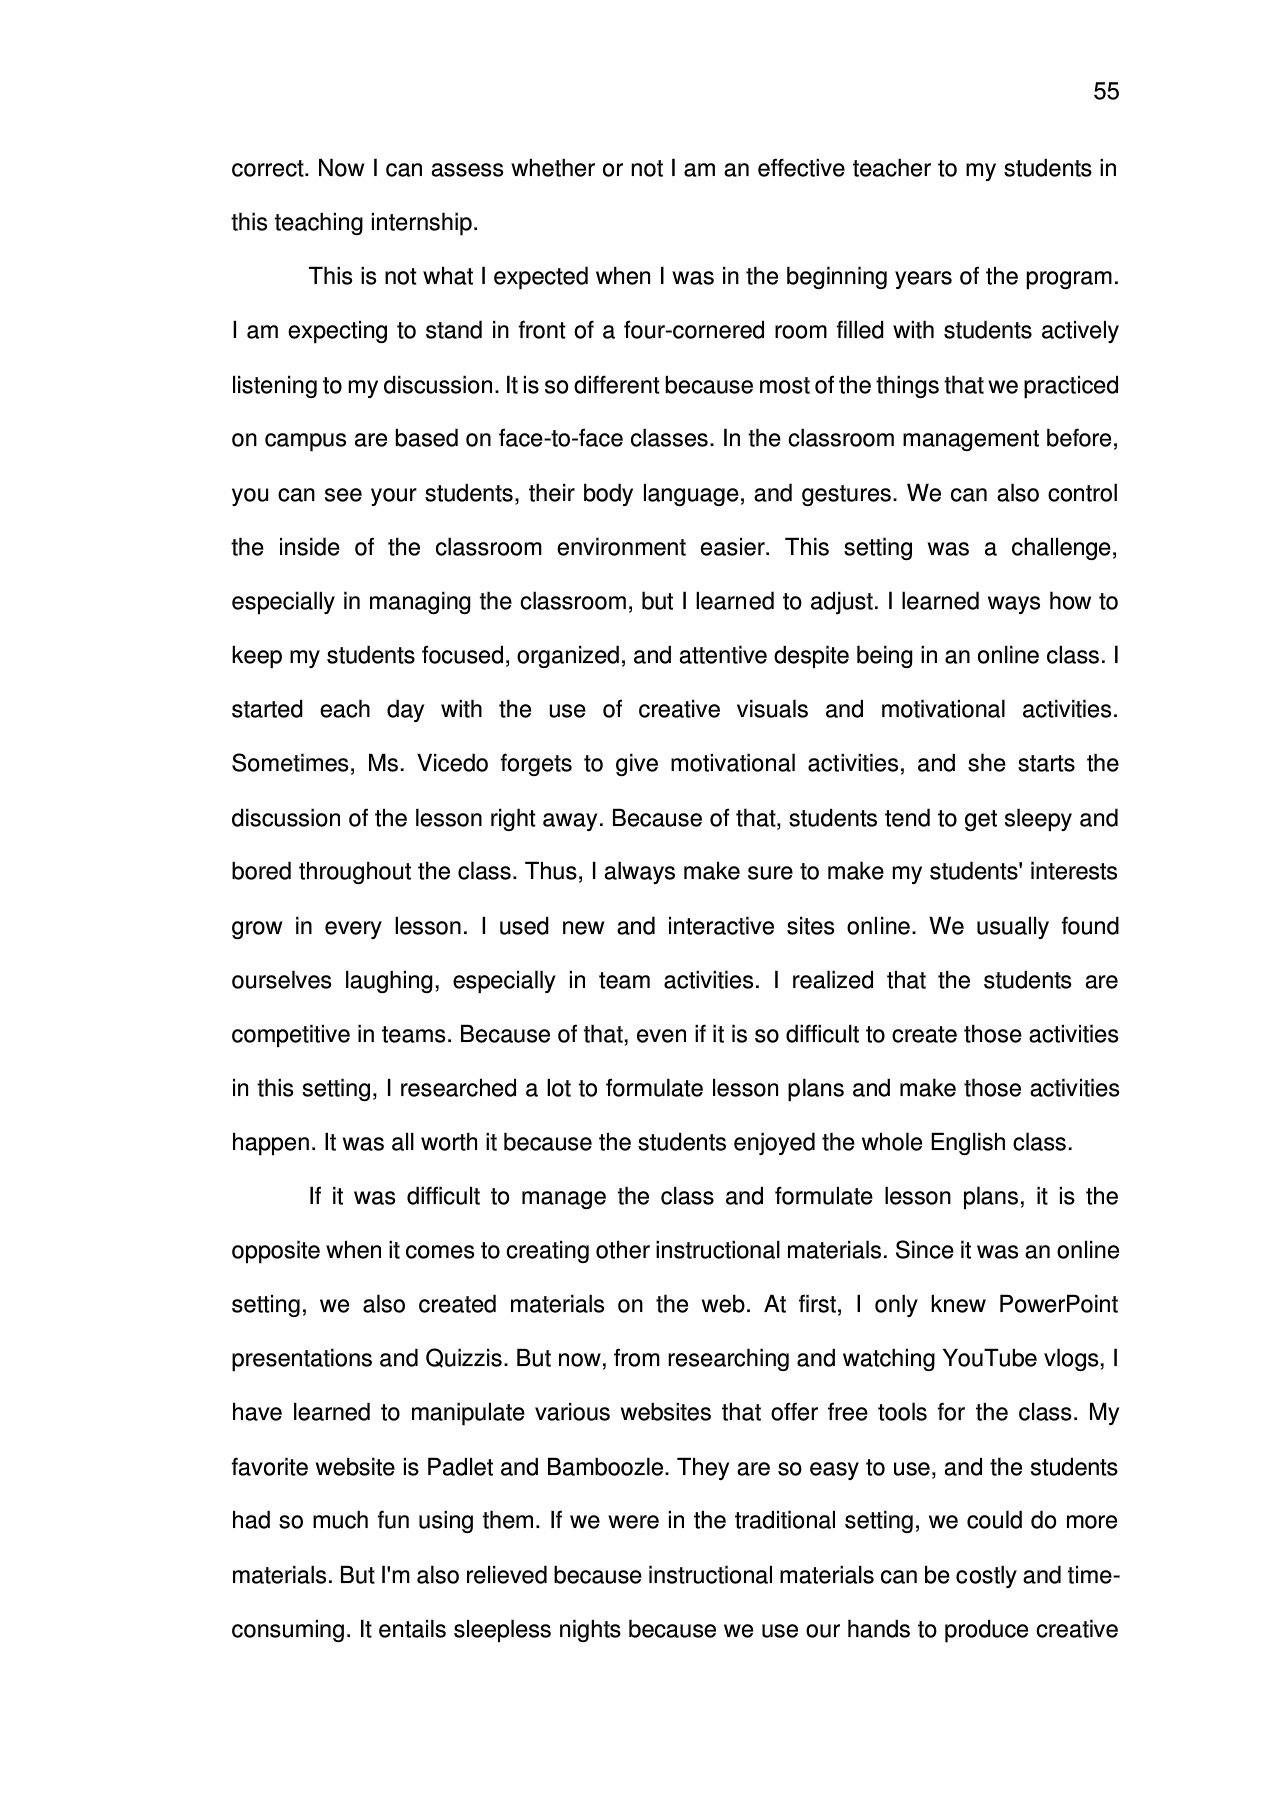 55
correct. Now I can assess whether or not I am an effective teacher to my students in
this teaching internship.
This is not what I expected when I was in the beginning years of the program.
I am expecting to stand in front of a four-cornered room filled with students actively
listening to my discussion. It is so different because most of the things that we practiced
on campus are based on face-to-face classes. In the classroom management before,
you can see your students, their body language, and gestures. We can also control
the inside of the classroom environment easier. This setting was a challenge,
especially in managing the classroom, but I learned to adjust. I learned ways how to
keep my students focused, organized, and attentive despite being in an online class. I
started each day with the use of creative visuals and motivational activities.
Sometimes, Ms. Vicedo forgets to give motivational activities, and she starts the
discussion of the lesson right away. Because of that, students tend to get sleepy and
bored throughout the class. Thus, I always make sure to make my students' interests
grow in every lesson. I used new and interactive sites online. We usually found
ourselves laughing, especially in team activities. I realized that the students are
competitive in teams. Because of that, even if it is so difficult to create those activities
in this setting, I researched a lot to formulate lesson plans and make those activities
happen. It was all worth it because the students enjoyed the whole English class.
If it was difficult to manage the class and formulate lesson plans, it is the
opposite when it comes to creating other instructional materials. Since it was an online
setting, we also created materials on the web. At first, I only knew PowerPoint
presentations and Quizzis. But now, from researching and watching YouTube vlogs, I
have learned to manipulate various websites that offer free tools for the class. My
favorite website is Padlet and Bamboozle. They are so easy to use, and the students
had so much fun using them. If we were in the traditional setting, we could do more
materials. But I'm also relieved because instructional materials can be costly and time-
consuming. It entails sleepless nights because we use our hands to produce creative